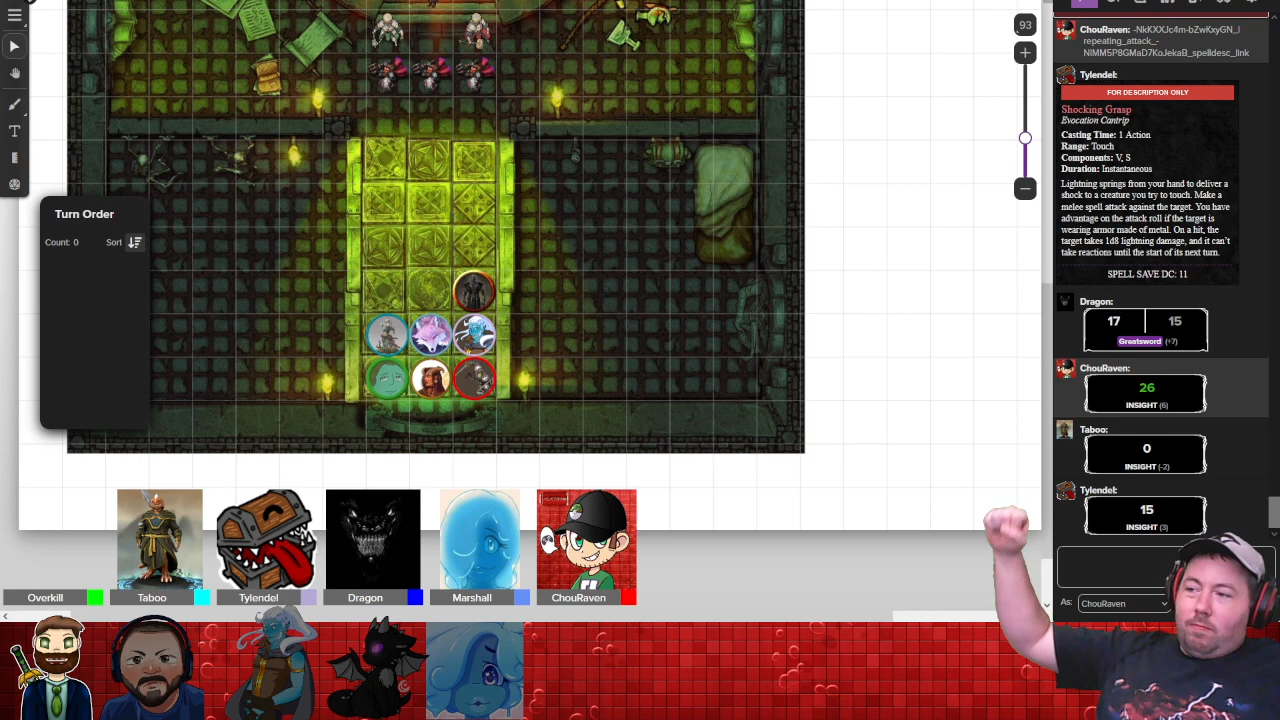 93
ChouRaven: -NkKXXJc4m-bZwKxyGN_|
repeating_attack_-
NlMM5P8GMaD7KoJekaB_spelldesc_link
Tylendel:
FOR DESCRIPTION ONLY
Shocking Grasp
Evocation Cantrip
Casting Time: 1 Action
Range: Touch
Components: V, S
Duration: Instantaneous
Lightning springs from your hand to deliver a
shock to a creature you try to touch. Make a
melee spell attack against the target. You have
advantage on the attack roll if the target is
wearing armor made of metal. On a hit, the
target takes 1d8 lightning damage, and it can't
take reactions until the start of its next turn.
SPELL SAVE DC: 11
Turn Order
Count: 0 Sort
Dragon:
17 15
Greatsword (+7)
ChouRaven:
26
INSIGHT (6)
Taboo:
0
INSIGHT (-2)
Tylendel:
15
INSIGHT (3)
As: ChouRaven
Overkill Taboo Tylendel Dragon Marshall ChouRaven